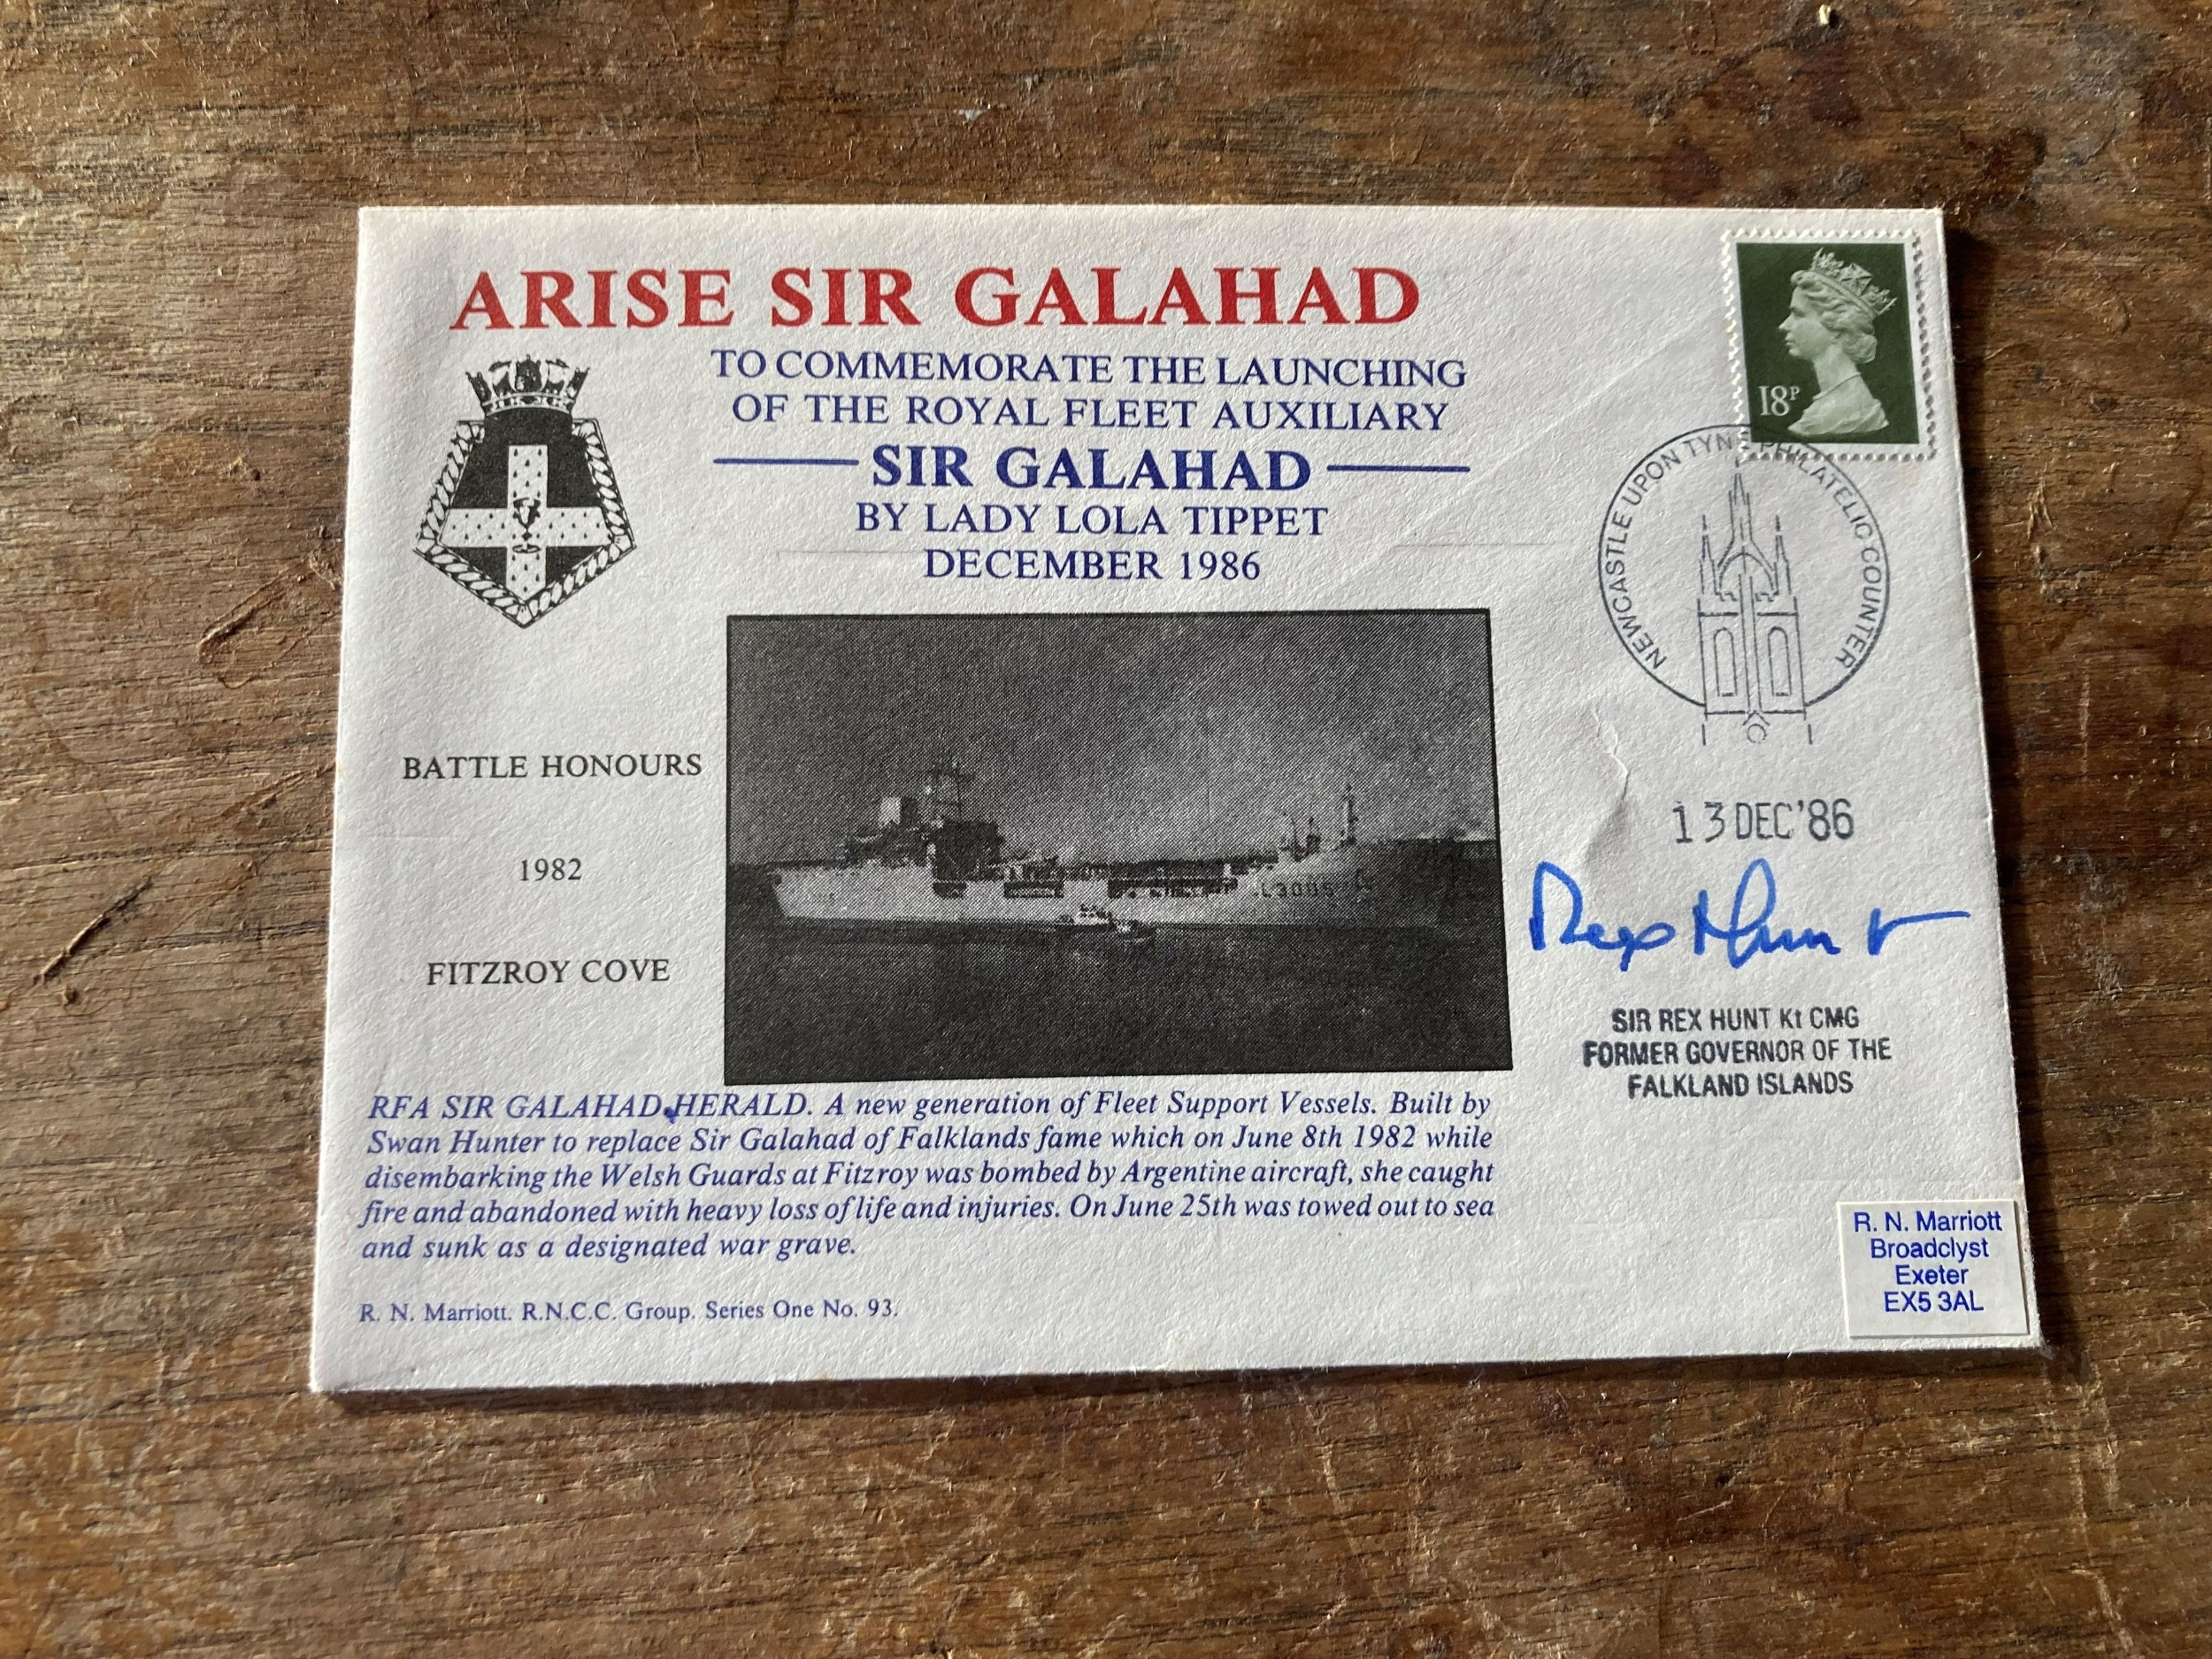 ARISE SIR GALAHAD
TO COMMEMORATE THE LAUNCHING
OF THE ROYAL FLEET AUXILIARY
SIR GALAHAD
BY LADY LOLA TIPPET
DECEMBER 1986
18P
NEWCASTLE UPON TYN PHILATELIC COUNTER
13 DEC'86
BATTLE HONOURS
1982
FITZROY COVE
L3005
Rex Hunt
SIR REX HUNT Kt CMG
FORMER GOVERNOR OF THE
FALKLAND ISLANDS
RFA SIR GALAHAD HERALD. A new generation of Fleet Support Vessels. Built by
Swan Hunter to replace Sir Galahad of Falklands fame which on June 8th 1982 while
disembarking the Welsh Guards at Fitzroy was bombed by Argentine aircraft, she caught
fire and abandoned with heavy loss of life and injuries. On June 25th was towed out to sea
and sunk as a designated war grave.
R. N. Marriott. R.N.C.C. Group. Series One No. 93.
R. N. Marriott
Broadclyst
Exeter
EX5 3AL